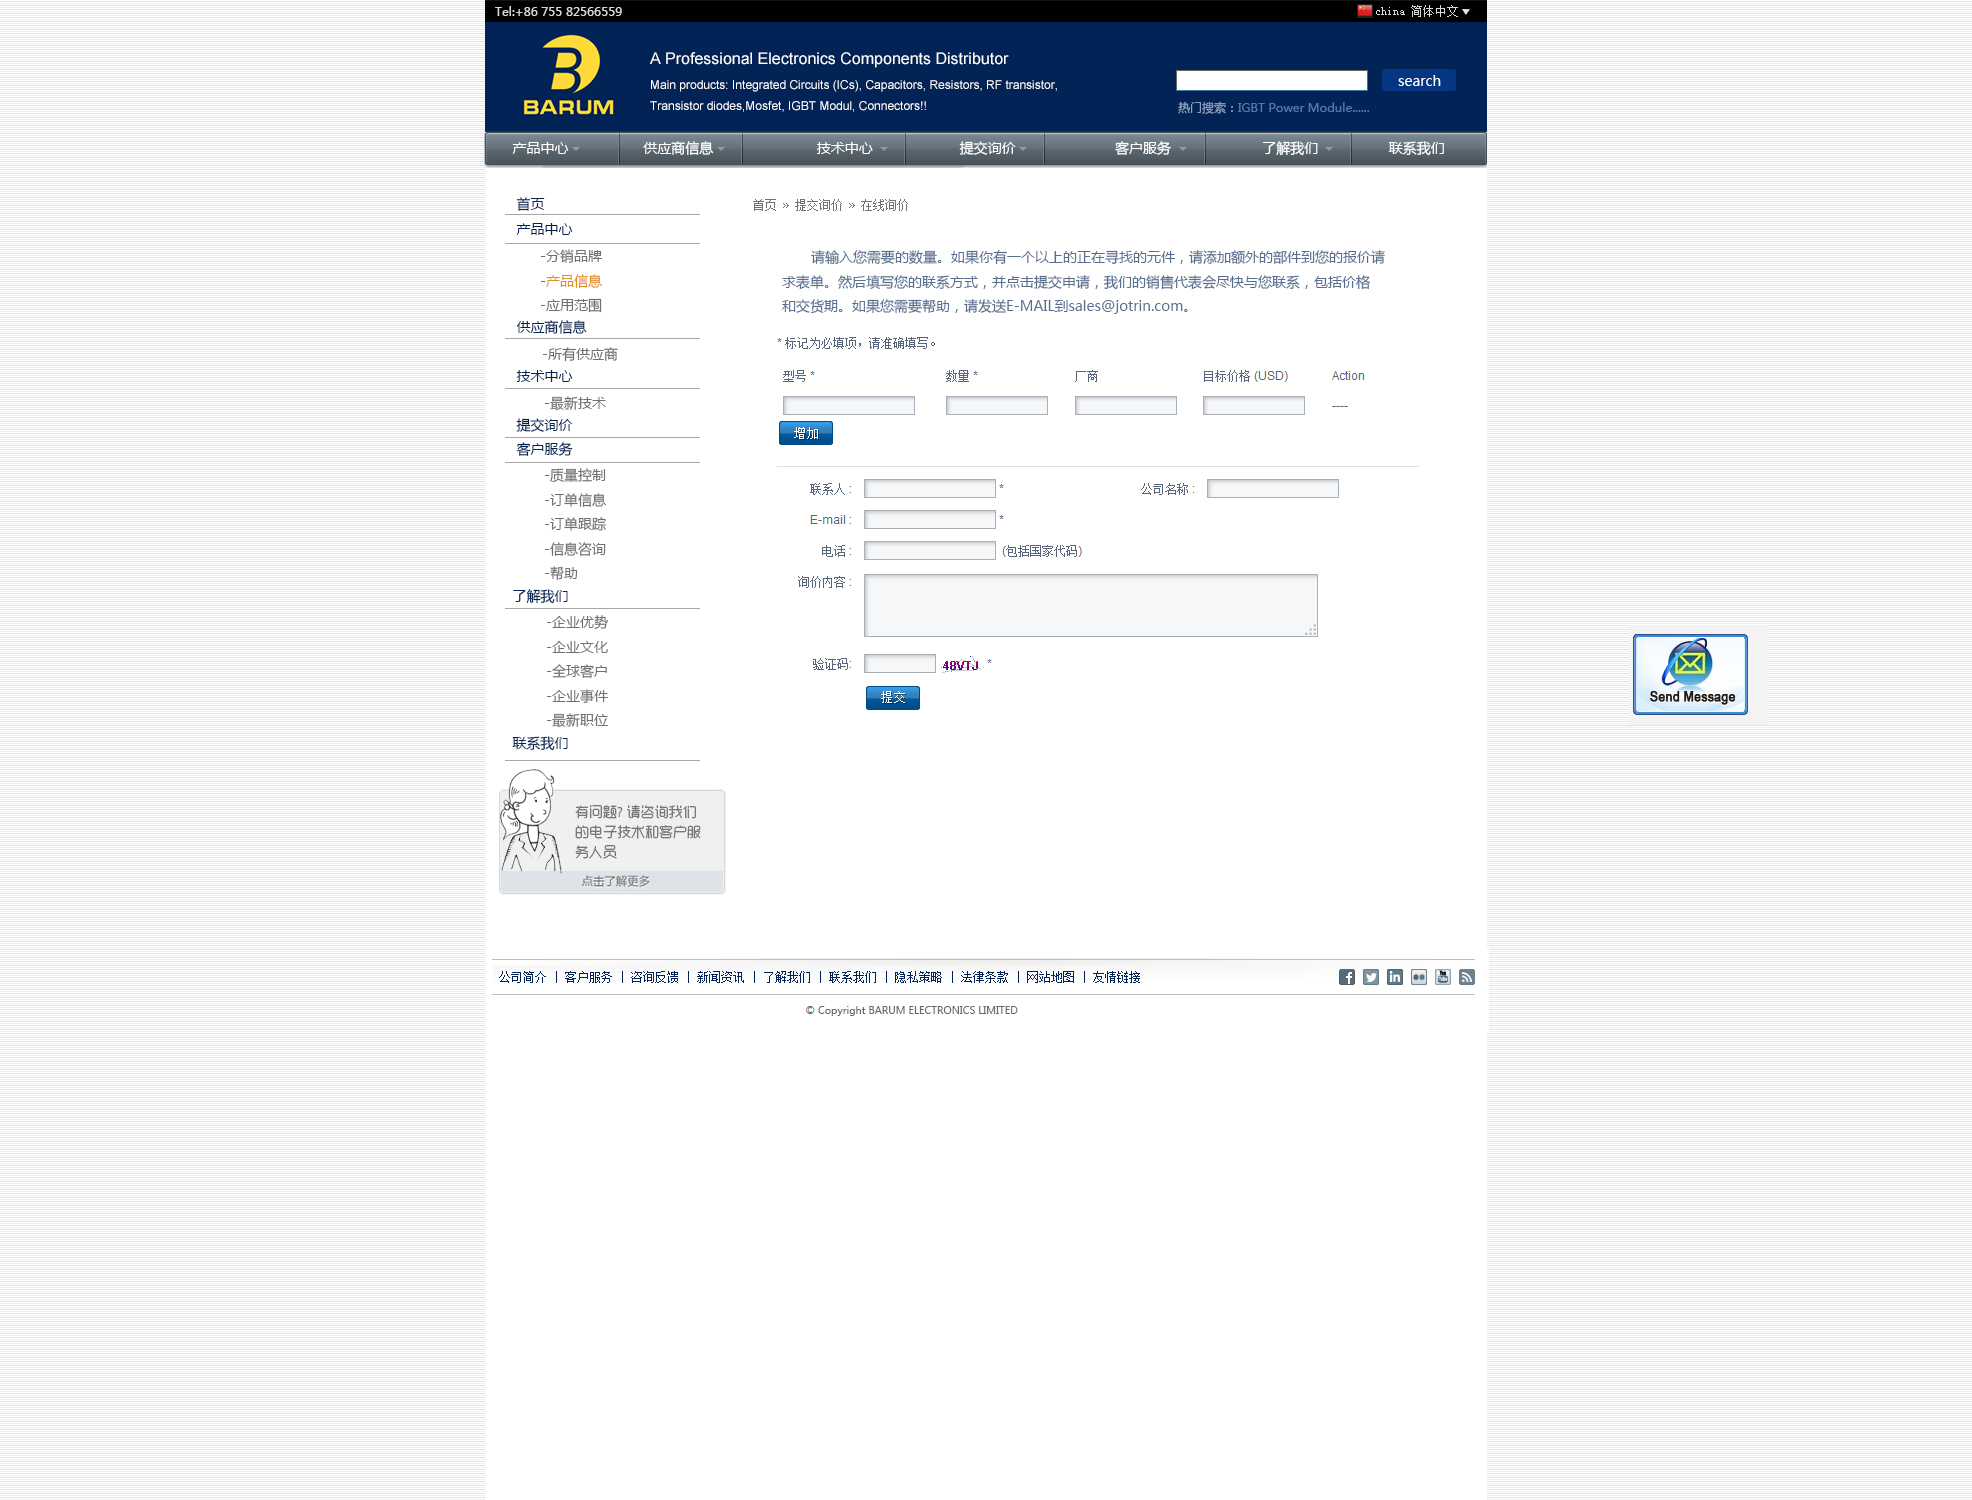 Tel:+86 755 82566559
china 简体中文
BARUM
A Professional Electronics Components Distributor
Main products: Integrated Circuits (ICs), Capacitors, Resistors, RF transistor,
Transistor diodes,Mosfet, IGBT Modul, Connectors!!
search
热门搜索：IGBT Power Module......
产品中心 供应商信息 技术中心 提交询价 客户服务 了解我们 联系我们
首页
产品中心
-分销品牌
-产品信息
-应用范围
供应商信息
-所有供应商
技术中心
-最新技术
提交询价
客户服务
-质量控制
-订单信息
-订单跟踪
-信息咨询
-帮助
了解我们
-企业优势
-企业文化
-全球客户
-企业事件
-最新职位
联系我们
有问题? 请咨询我们
的电子技术和客户服
务人员
点击了解更多
首页 » 提交询价 » 在线询价
请输入您需要的数量。如果你有一个以上的正在寻找的元件，请添加额外的部件到您的报价请
求表单。然后填写您的联系方式，并点击提交申请，我们的销售代表会尽快与您联系，包括价格
和交货期。如果您需要帮助，请发送E-MAIL到sales@jotrin.com。
* 标记为必填项，请准确填写。
型号 * 数量 * 厂商 目标价格 (USD) Action
----
增加
联系人 : * 公司名称 :
E-mail : *
电话 : (包括国家代码)
询价内容 :
验证码: 48VTJ *
提交
Send Message
公司简介 | 客户服务 | 咨询反馈 | 新闻资讯 | 了解我们 | 联系我们 | 隐私策略 | 法律条款 | 网站地图 | 友情链接
© Copyright BARUM ELECTRONICS LIMITED